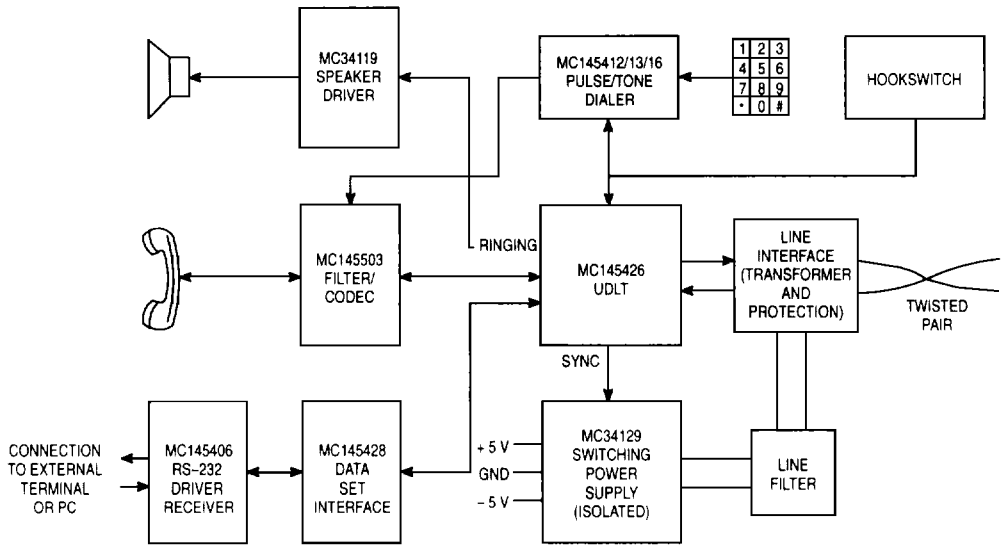 MC34119
SPEAKER
DRIVER
MC145412/13/16
PULSE/TONE
DIALER
1 2 3
4 5 6
7 8 9
* 0 #
HOOKSWITCH
MC145503
FILTER/
CODEC
RINGING
MC145426
UDLT
LINE
INTERFACE
(TRANSFORMER
AND
PROTECTION)
TWISTED
PAIR
SYNC
CONNECTION
TO EXTERNAL
TERMINAL
OR PC
MC145406
RS-232
DRIVER
RECEIVER
MC145428
DATA
SET
INTERFACE
+ 5 V
GND
- 5 V
MC34129
SWITCHING
POWER
SUPPLY
(ISOLATED)
LINE
FILTER